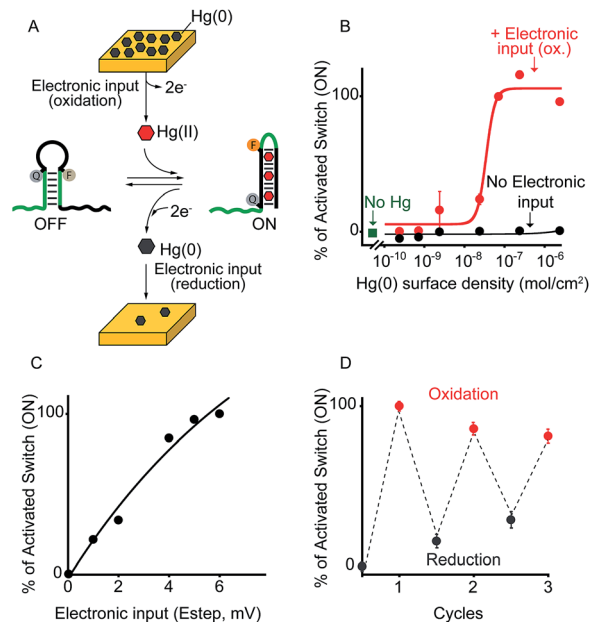 A
Hg(0)
Electronic input
(oxidation)
2e-
Hg(II)
Q
F
OFF
F
Q
ON
2e-
Hg(0)
Electronic input
(reduction)
B
+ Electronic
input (ox.)
% of Activated Switch (ON)
100
0
No Hg
No Electronic
input
10-10
10-9
10-8
10-7
10-6
Hg(0) surface density (mol/cm2)
C
% of Activated Switch (ON)
100
0
0
2
4
6
Electronic input (Estep, mV)
D
% of Activated Switch (ON)
100
0
Oxidation
Reduction
1
2
3
Cycles